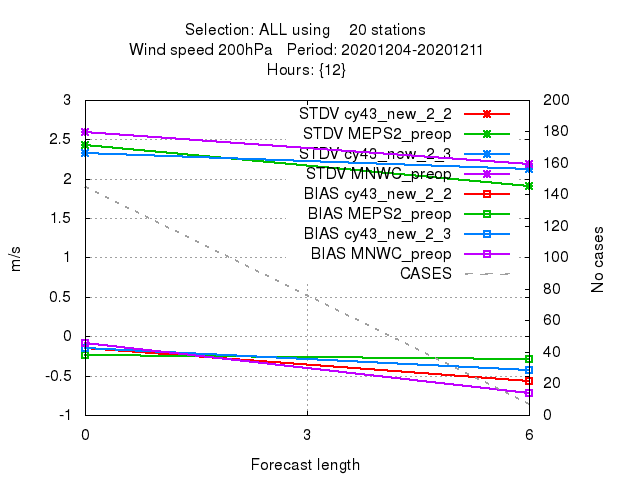 Selection: ALL using    20 stations
Wind speed 200hPa   Period: 20201204-20201211
Hours: {12}
3
2.5
2
1.5
1
0.5
0
-0.5
-1
m/s
STDV cy43_new_2_2
STDV MEPS2_preop
STDV cy43_new_2_3
STDV MNWC_preop
BIAS cy43_new_2_2
BIAS MEPS2_preop
BIAS cy43_new_2_3
BIAS MNWC_preop
CASES
200
180
160
140
120
100
80
60
40
20
0
No cases
0 3 6
Forecast length